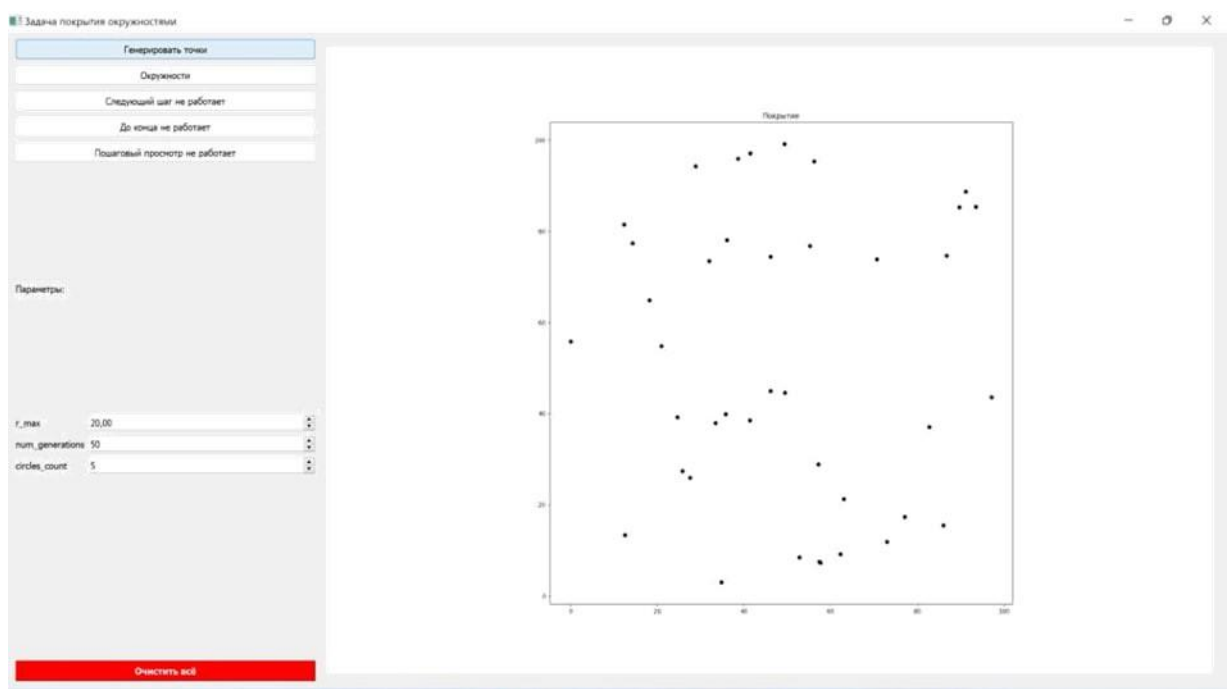 Задача покрытия окружностями
Генерировать точки
Окружности
Следующий шаг не работает
До конца не работает
Пошаговый просмотр не работает
Параметры:
r_max 20,00
num_generations 50
circles_count 5
Очистить всё
Покрытие
100
80
60
40
20
0
0 20 40 60 80 100